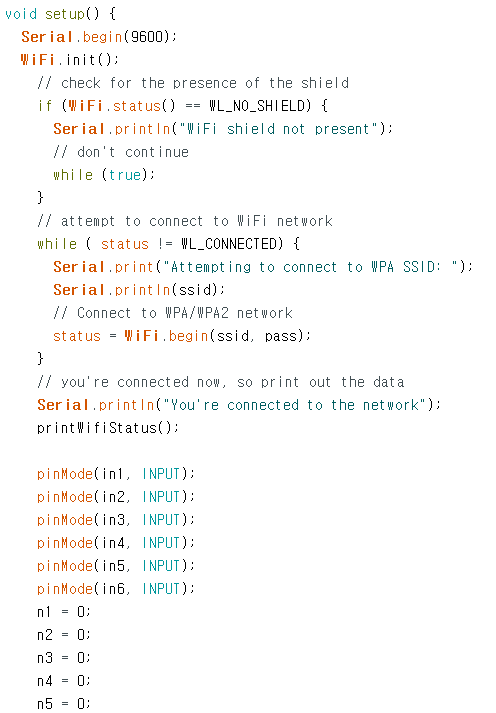 void setup() {
  Serial.begin(9600);
  WiFi.init();
    // check for the presence of the shield
    if (WiFi.status() == WL_NO_SHIELD) {
      Serial.println("WiFi shield not present");
      // don't continue
      while (true);
    }
    // attempt to connect to WiFi network
    while ( status != WL_CONNECTED) {
      Serial.print("Attempting to connect to WPA SSID: ");
      Serial.println(ssid);
      // Connect to WPA/WPA2 network
      status = WiFi.begin(ssid, pass);
    }
    // you're connected now, so print out the data
    Serial.println("You're connected to the network");
    printWifiStatus();

    pinMode(in1, INPUT);
    pinMode(in2, INPUT);
    pinMode(in3, INPUT);
    pinMode(in4, INPUT);
    pinMode(in5, INPUT);
    pinMode(in6, INPUT);
    n1 = 0;
    n2 = 0;
    n3 = 0;
    n4 = 0;
    n5 = 0;